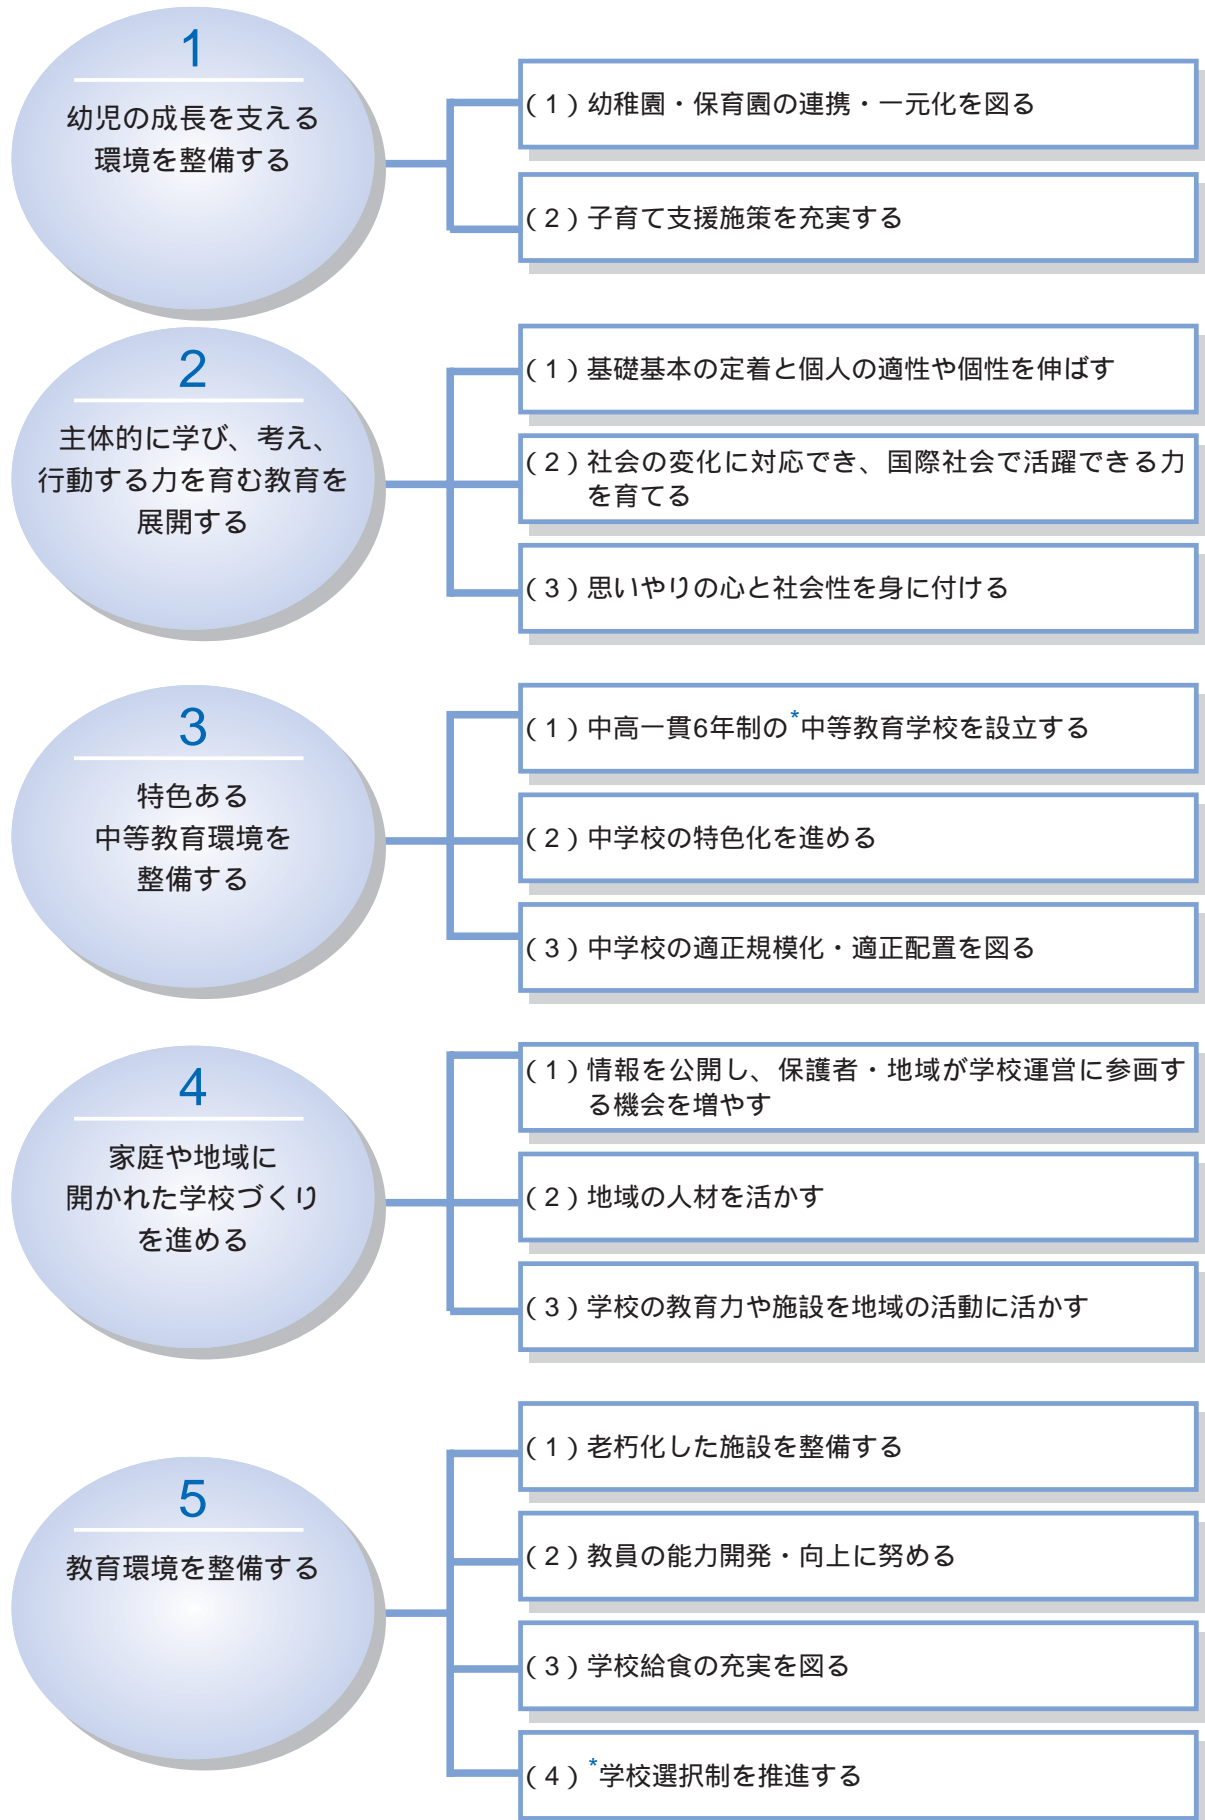 1
幼児の成長を支える
環境を整備する
(1)幼稚園・保育園の連携・一元化を図る
(2)子育て支援施策を充実する
2
主体的に学び、考え、
行動する力を育む教育を
展開する
(1)基礎基本の定着と個人の適性や個性を伸ばす
(2)社会の変化に対応でき、国際社会で活躍できる力
を育てる
(3)思いやりの心と社会性を身に付ける
3
特色ある
中等教育環境を
整備する
(1)中高一貫6年制の*中等教育学校を設立する
(2)中学校の特色化を進める
(3)中学校の適正規模化・適正配置を図る
4
家庭や地域に
開かれた学校づくり
を進める
(1)情報を公開し、保護者・地域が学校運営に参画す
る機会を増やす
(2)地域の人材を活かす
(3)学校の教育力や施設を地域の活動に活かす
5
教育環境を整備する
(1)老朽化した施設を整備する
(2)教員の能力開発・向上に努める
(3)学校給食の充実を図る
(4)*学校選択制を推進する